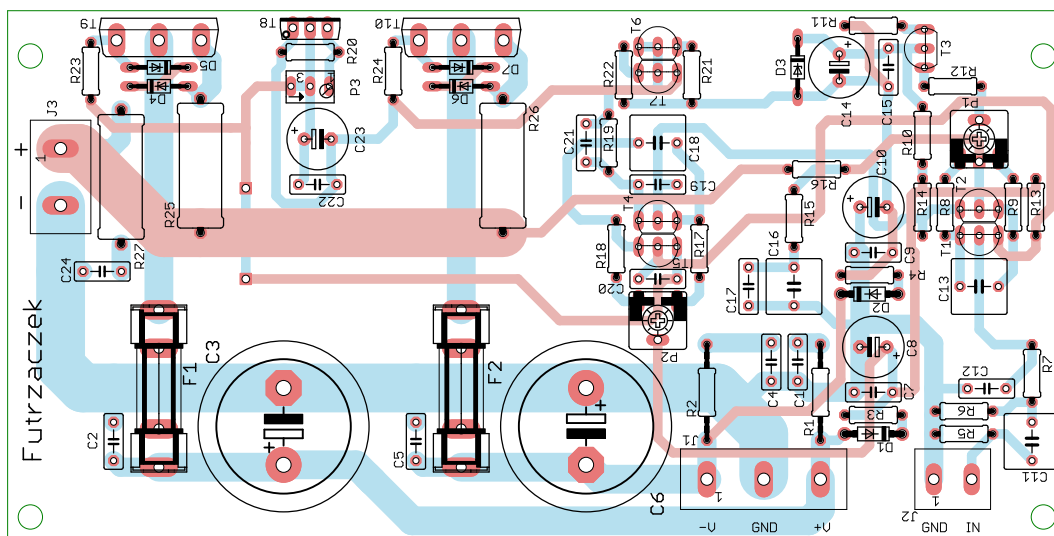 T9
T8
T10
T6
R11
T3
R23
D5
D4
R20
R24
D7
D6
3
P3
R22
R21
T7
D3
C14
C15
R12
P1
J3
+
1
-
R25
R27
C24
C23
C22
R26
C21
R19
C18
C19
R16
C10
R10
T4
R18
R17
T5
C20
P2
R15
C16
C17
C9
R4
D2
R14
R8
T2
T1
R9
R13
C13
Futrzaczek
F1
C3
F2
C2
C5
C6
R2
C4
C1
R1
C8
C7
R3
D1
C12
R7
R6
R5
C11
J1
1
-V
GND
+V
J2
1
GND
IN
+
+
+
+
+
+